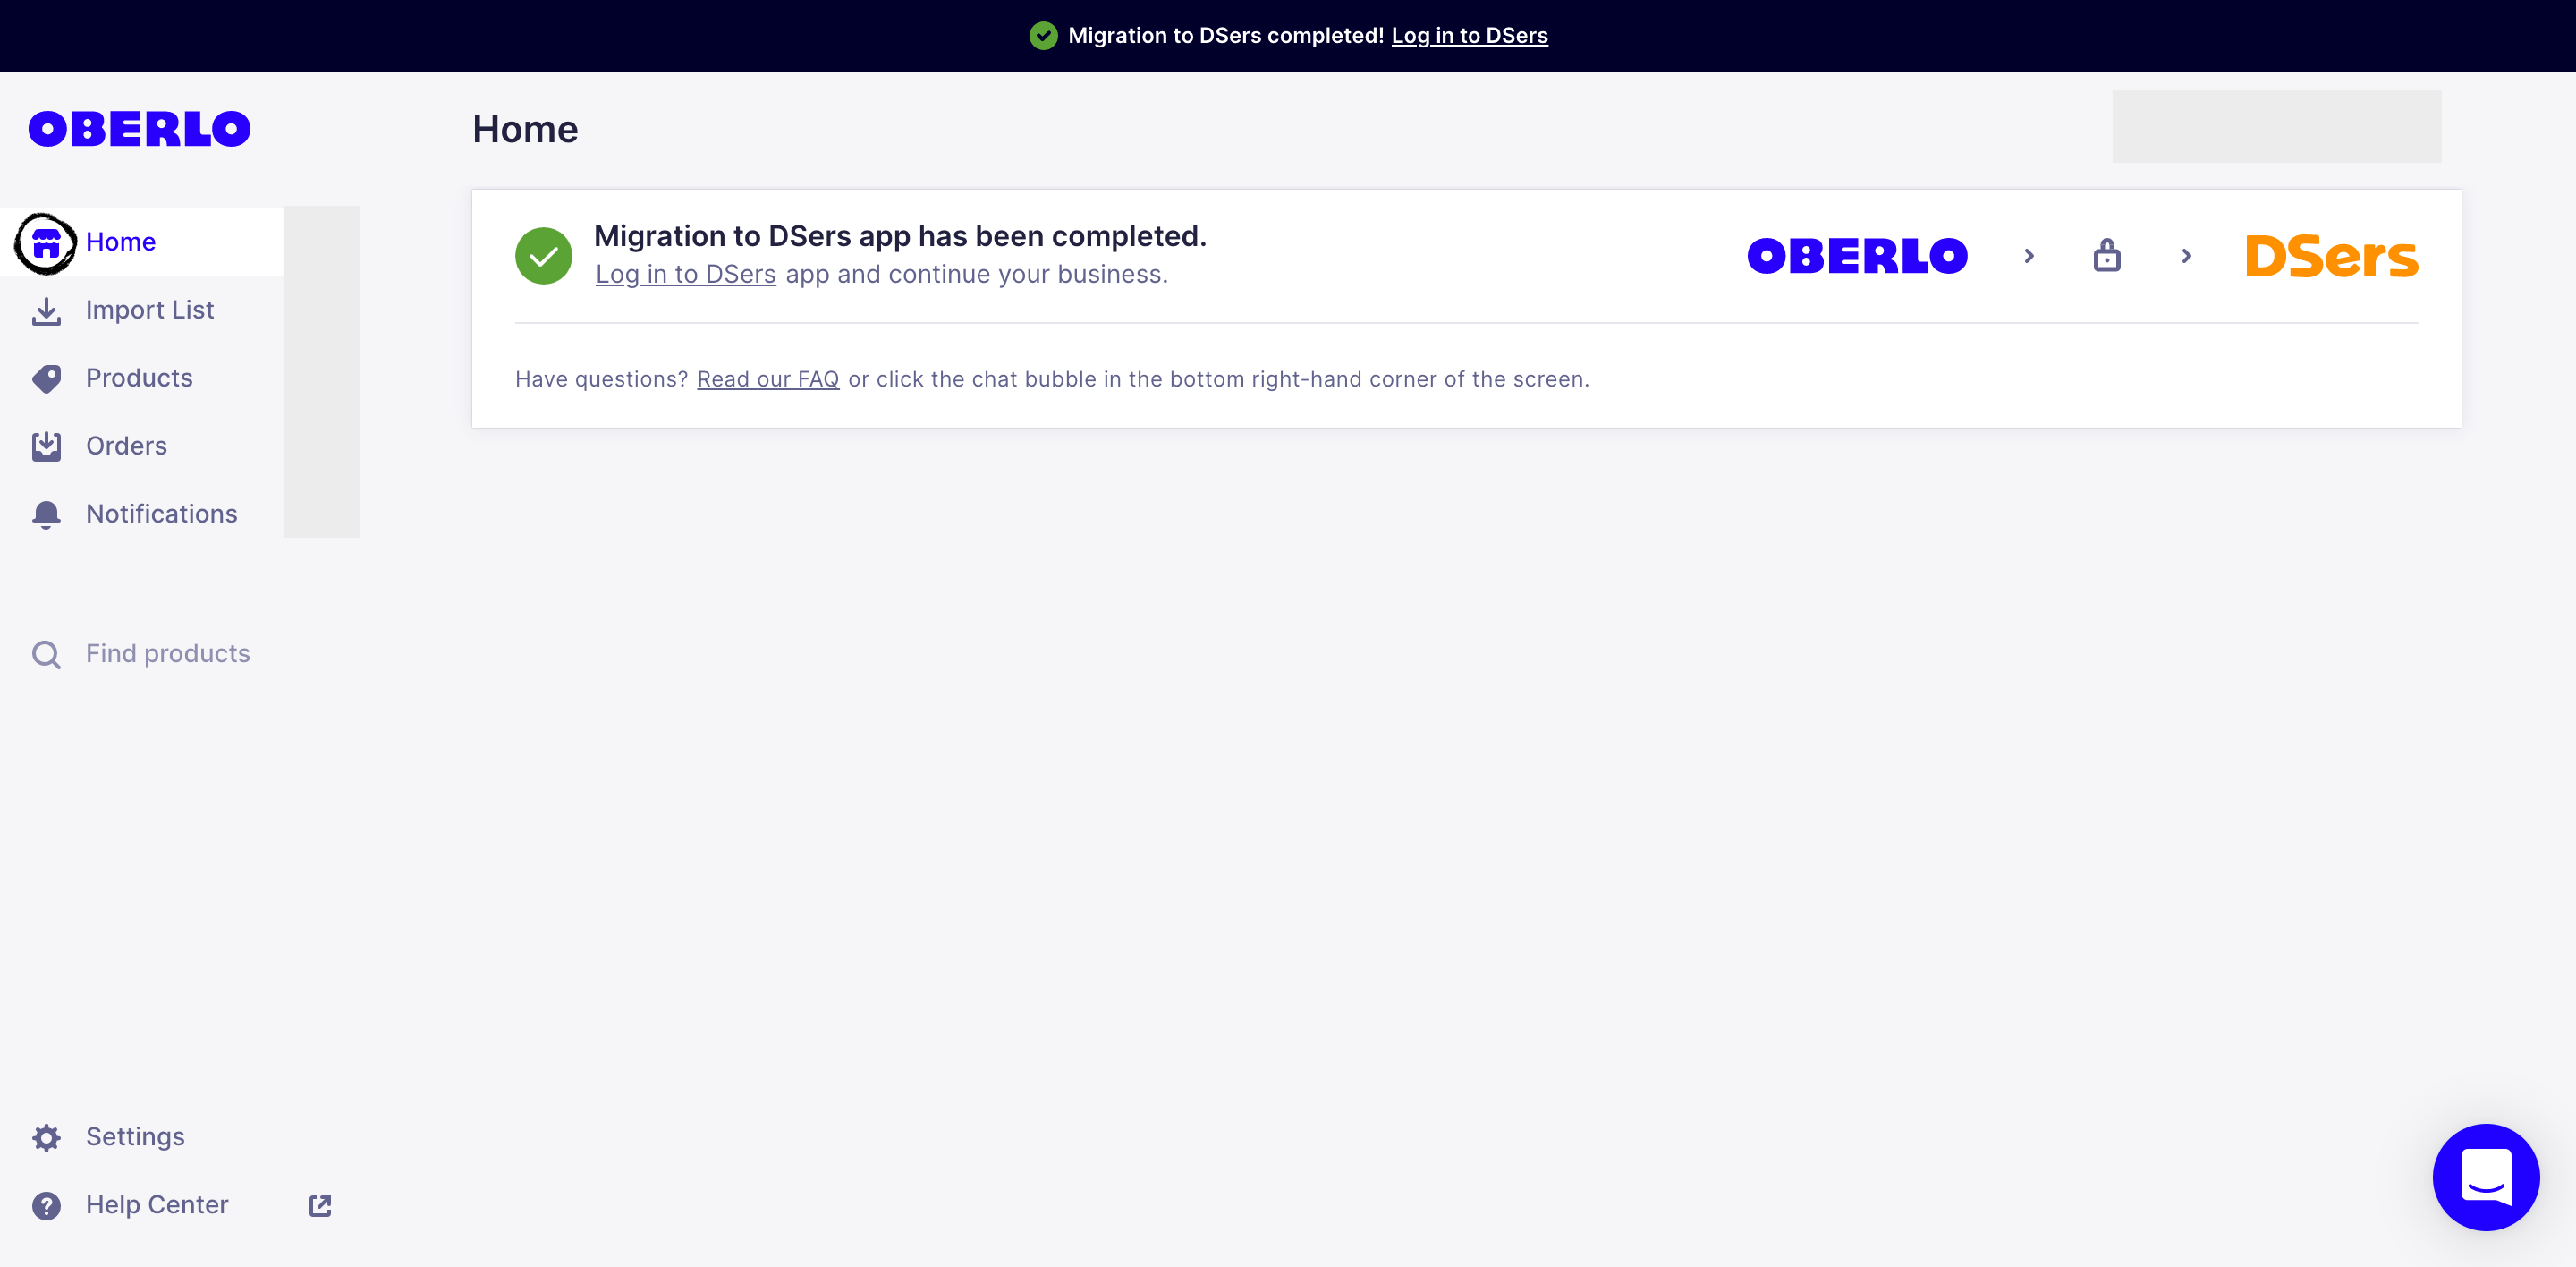 Migration to DSers completed! Log in to DSers
OBERLO
Home
Home
Import List
Products
Orders
Notifications
Find products
Settings
Help Center
Migration to DSers app has been completed.
Log in to DSers app and continue your business.
OBERLO
DSers
Have questions? Read our FAQ or click the chat bubble in the bottom right-hand corner of the screen.